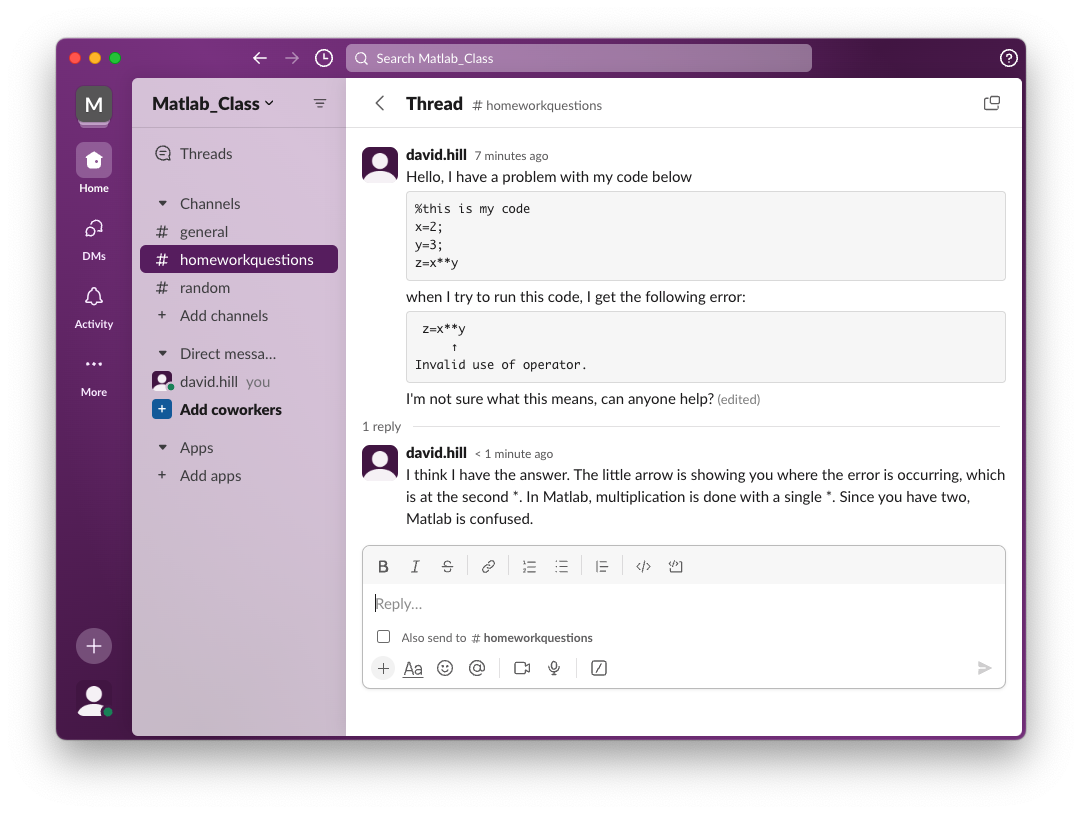 Search Matlab_Class
M
Home
DMs
Activity
More
Matlab_Class
Threads
Channels
# general
# homeworkquestions
# random
+ Add channels
Direct messa...
david.hill you
+ Add coworkers
Apps
+ Add apps
Thread # homeworkquestions
david.hill 7 minutes ago
Hello, I have a problem with my code below
%this is my code
x=2;
y=3;
z=x**y
when I try to run this code, I get the following error:
z=x**y
↑
Invalid use of operator.
I'm not sure what this means, can anyone help? (edited)
1 reply
david.hill < 1 minute ago
I think I have the answer. The little arrow is showing you where the error is occurring, which
is at the second *. In Matlab, multiplication is done with a single *. Since you have two,
Matlab is confused.
B I S
Reply...
Also send to # homeworkquestions
+ Aa @